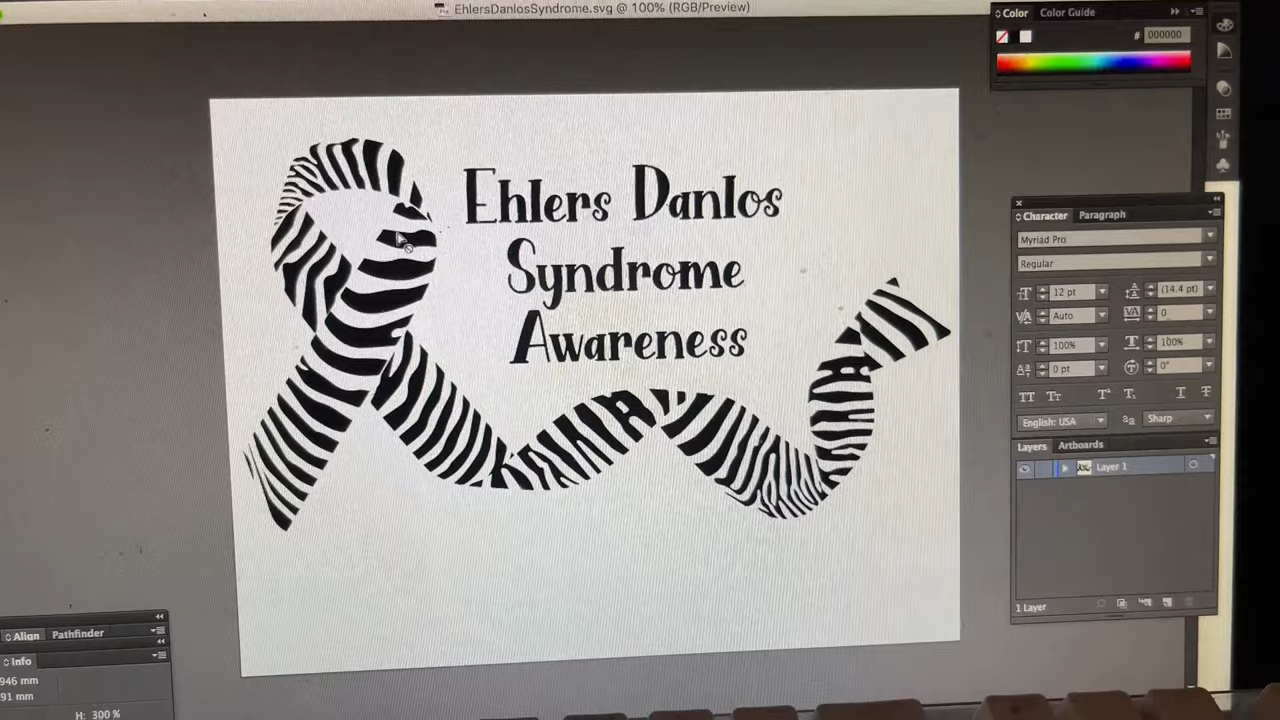 EhlersDanlosSyndrome.svg @ 100% (RGB/Preview)
Color
Color Guide
# 000000
Ehlers Danlos
Syndrome
Awareness
Character
Paragraph
Myriad Pro
Regular
12 pt
(14.4 pt)
Auto
0
100%
100%
0 pt
0°
English: USA
Sharp
Layers
Artboards
Layer 1
1 Layer
Align
Pathfinder
Info
946 mm
91 mm
H: 300 %